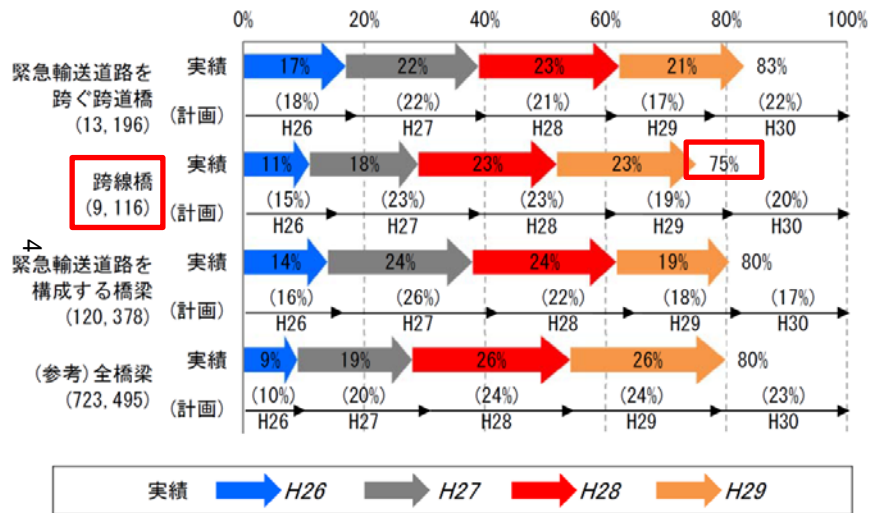 0% 20% 40% 60% 80% 100%
緊急輸送道路を
跨ぐ跨道橋
(13,196)
実績 17% 22% 23% 21% 83%
(計画) (18%) (22%) (21%) (17%) (22%)
H26 H27 H28 H29 H30
跨線橋
(9,116)
実績 11% 18% 23% 23% 75%
(計画) (15%) (23%) (23%) (19%) (20%)
H26 H27 H28 H29 H30
4
緊急輸送道路を
構成する橋梁
(120,378)
実績 14% 24% 24% 19% 80%
(計画) (16%) (26%) (22%) (18%) (17%)
H26 H27 H28 H29 H30
(参考)全橋梁
(723,495)
実績 9% 19% 26% 26% 80%
(計画) (10%) (20%) (24%) (24%) (23%)
H26 H27 H28 H29 H30
実績 H26 H27 H28 H29